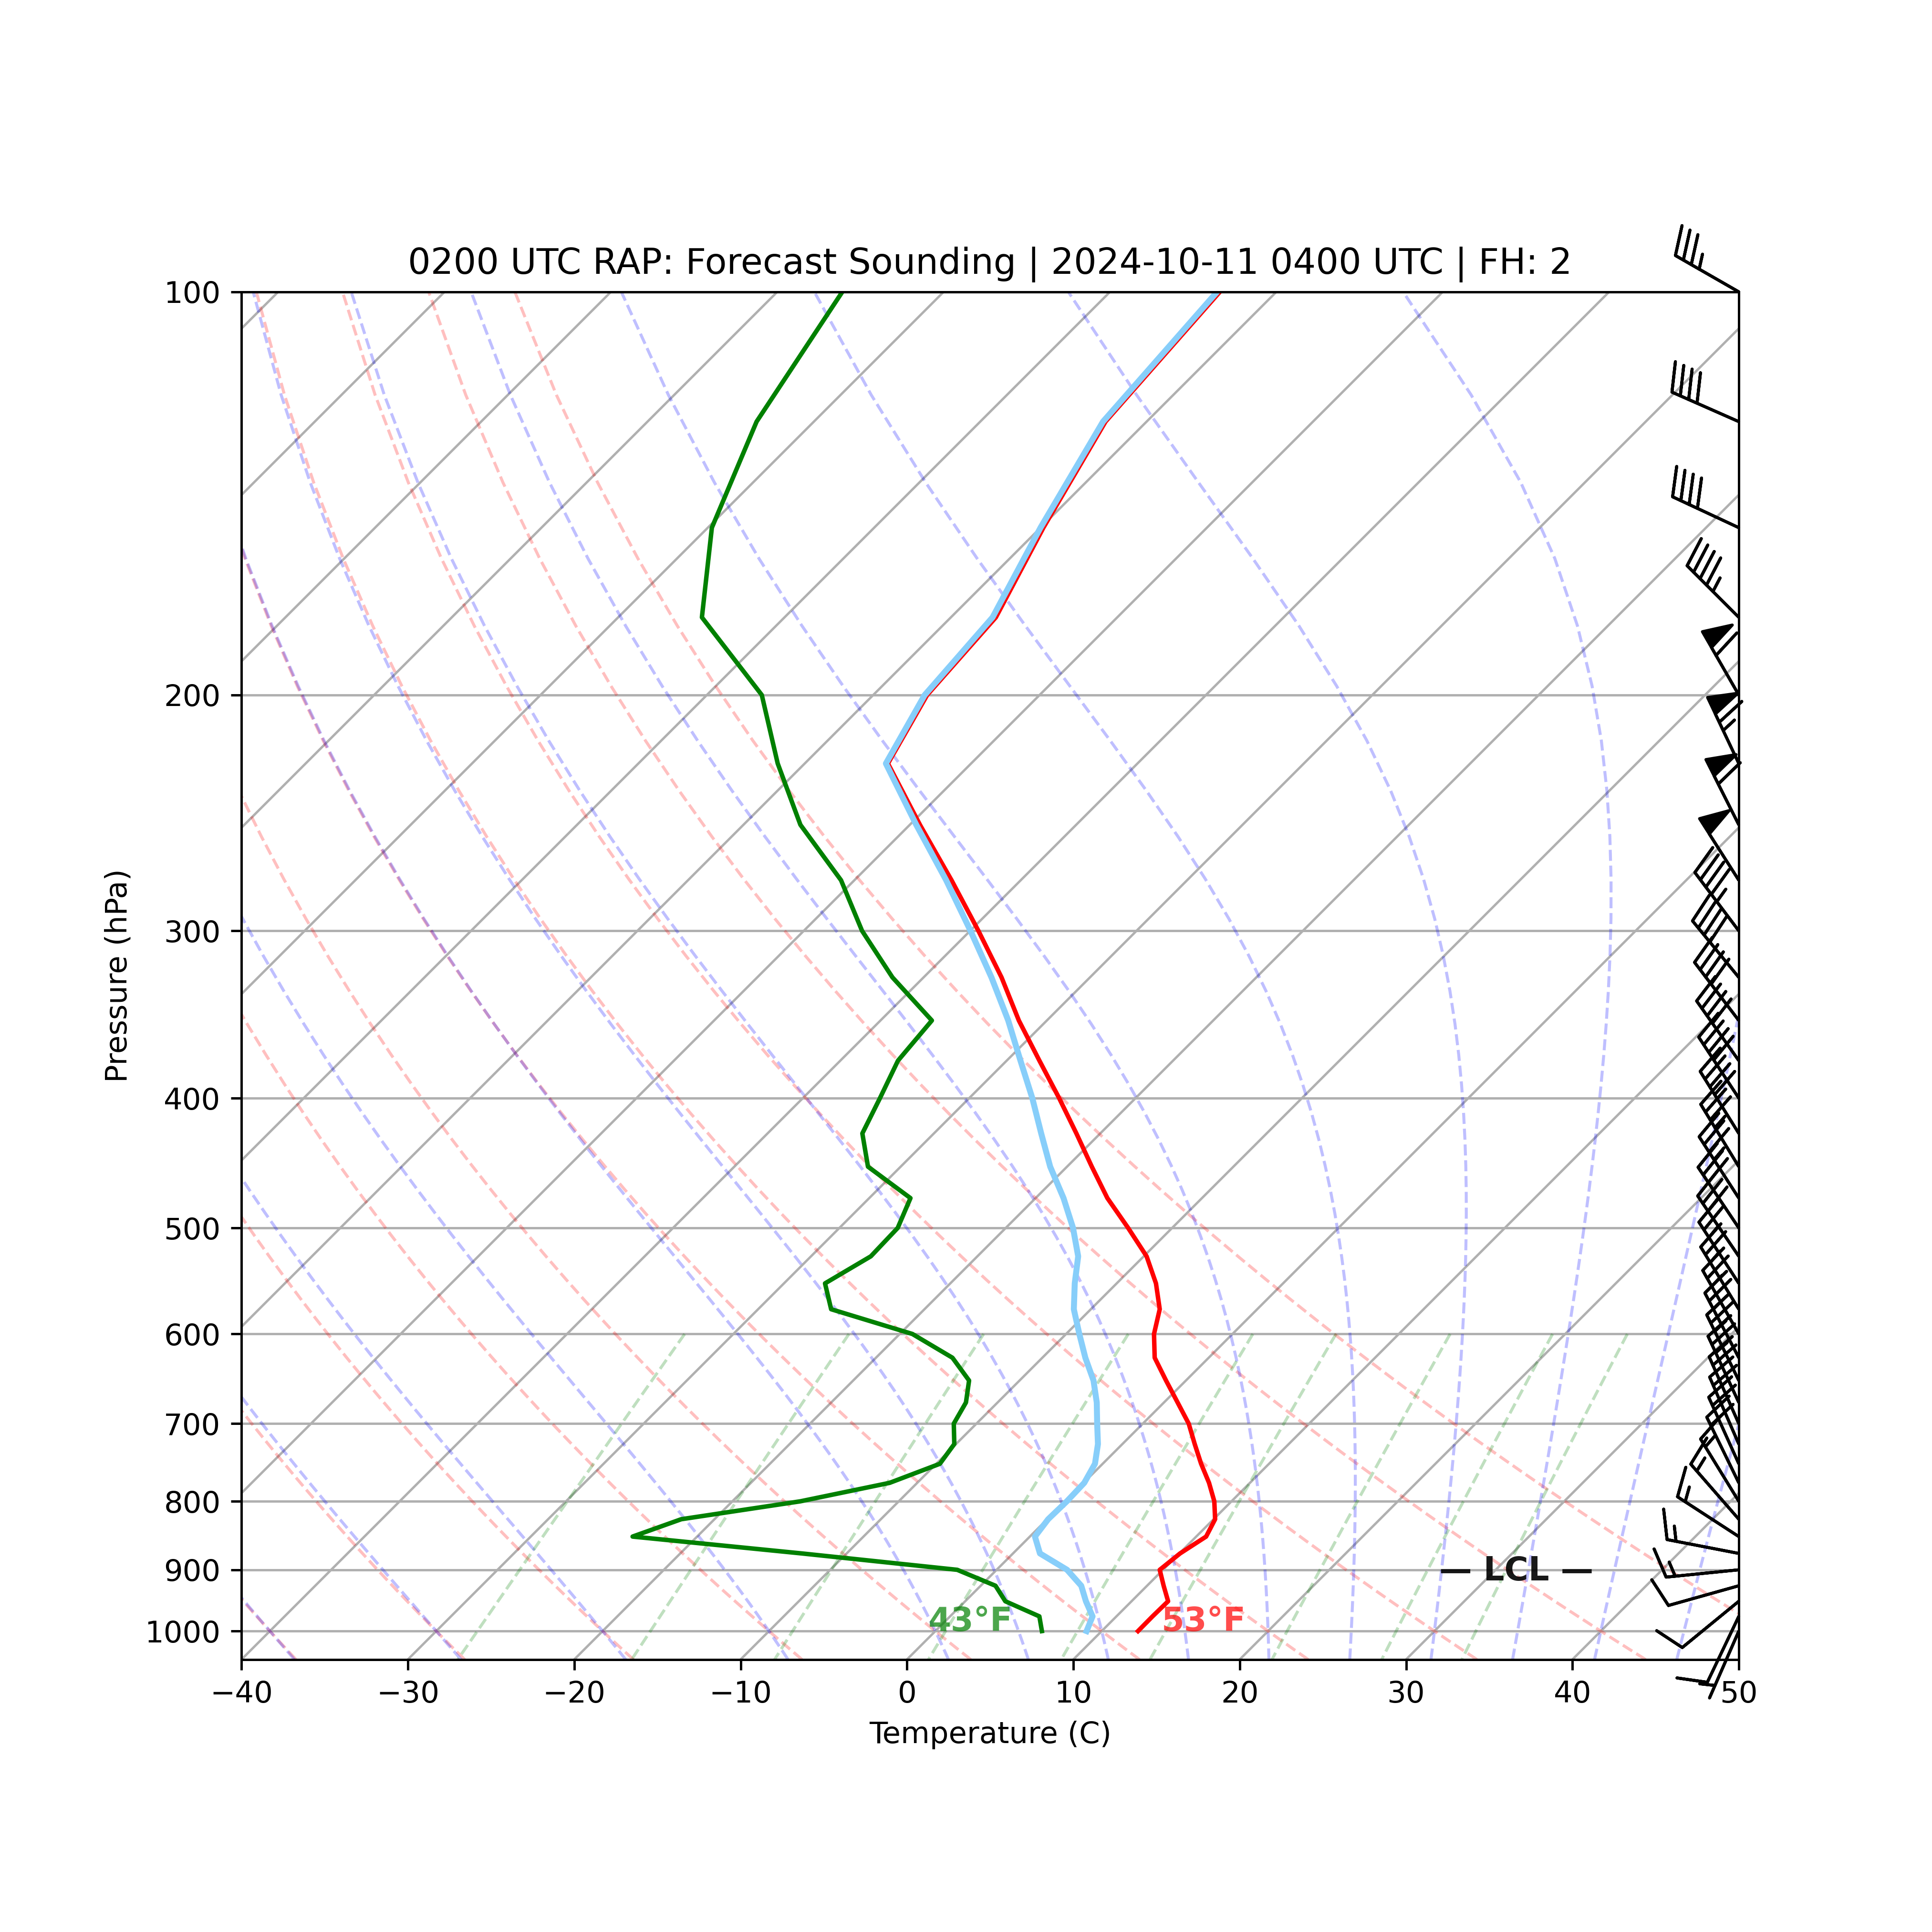 0200 UTC RAP: Forecast Sounding | 2024-10-11 0400 UTC | FH: 2
100
200
300
400
500
600
700
800
900
1000
Pressure (hPa)
— LCL —
43°F
53°F
−40 −30 −20 −10 0 10 20 30 40 50
Temperature (C)